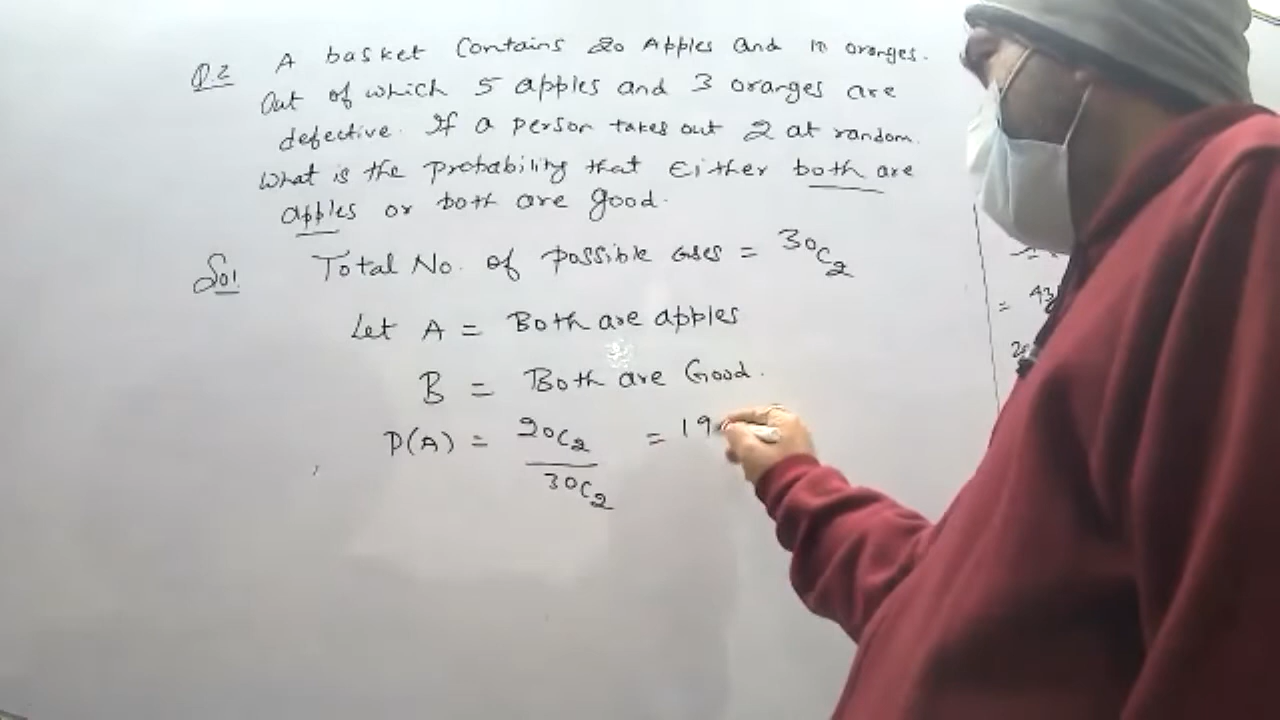 Q.2 A basket Contains 20 Apples and 10 oranges.
Out of which 5 apples and 3 oranges are
defective. If a person takes out 2 at random.
What is the probability that Either both are
apples or both are good.
Sol. Total No. of possible cases = 30C2
Let A = Both are apples
B = Both are Good.
P(A) = 20C2 / 30C2 = 19
=